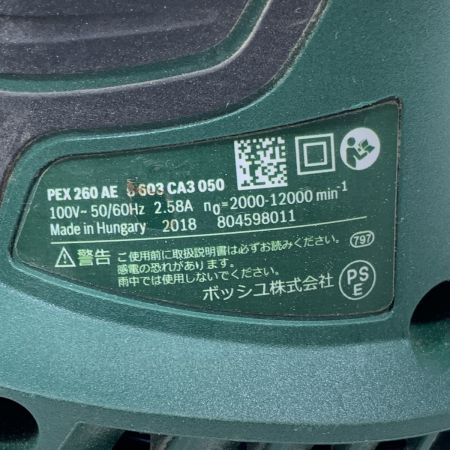 PEX 260 AE 3 603 CA3 050
100V~ 50/60Hz 2.58A n0=2000-12000 min-1
Made in Hungary 2018 804598011
警告 ご使用前に取扱説明書は必ずお読みください。
感電の恐れがあります。
雨中では使用しないでください。
797
ボッシュ株式会社
PS
E